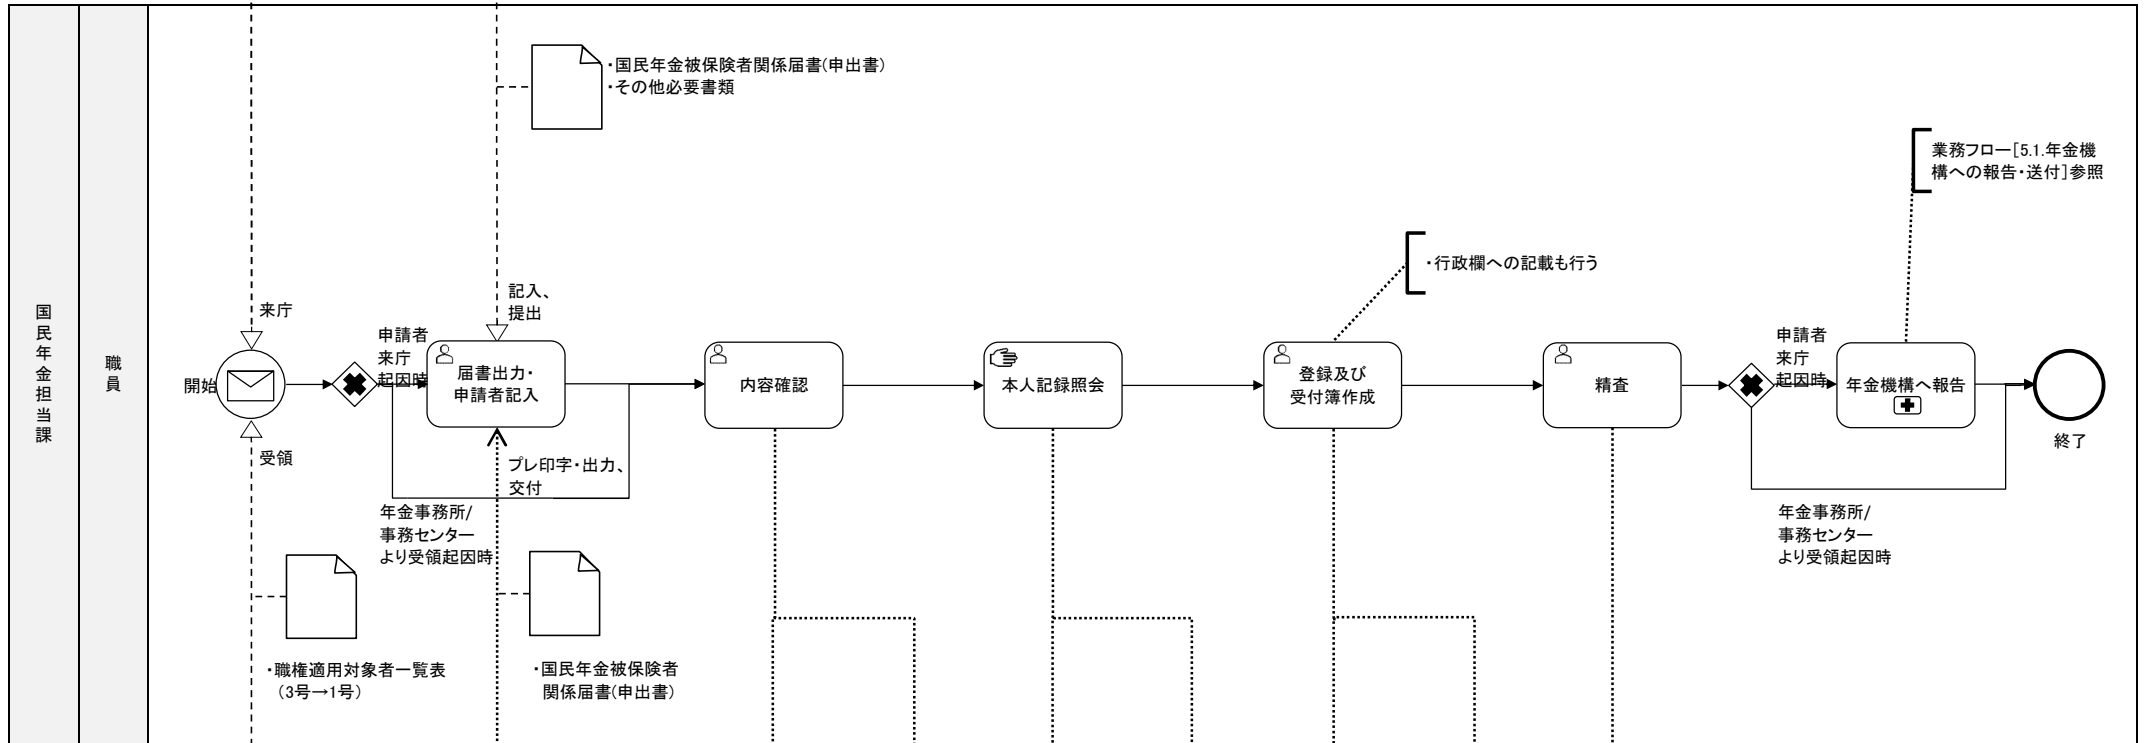 国民年金担当課
職員
・国民年金被保険者関係届書(申出書)
・その他必要書類
業務フロー[5.1.年金機
構への報告・送付]参照
・行政欄への記載も行う
来庁
記入、
提出
申請者
来庁
起因時
開始
届書出力・
申請者記入
内容確認
本人記録照会
登録及び
受付簿作成
精査
申請者
来庁
起因時
年金機構へ報告
終了
受領
プレ印字・出力、
交付
年金事務所/
事務センター
より受領起因時
年金事務所/
事務センター
より受領起因時
・職権適用対象者一覧表
（3号→1号）
・国民年金被保険者
関係届書(申出書)